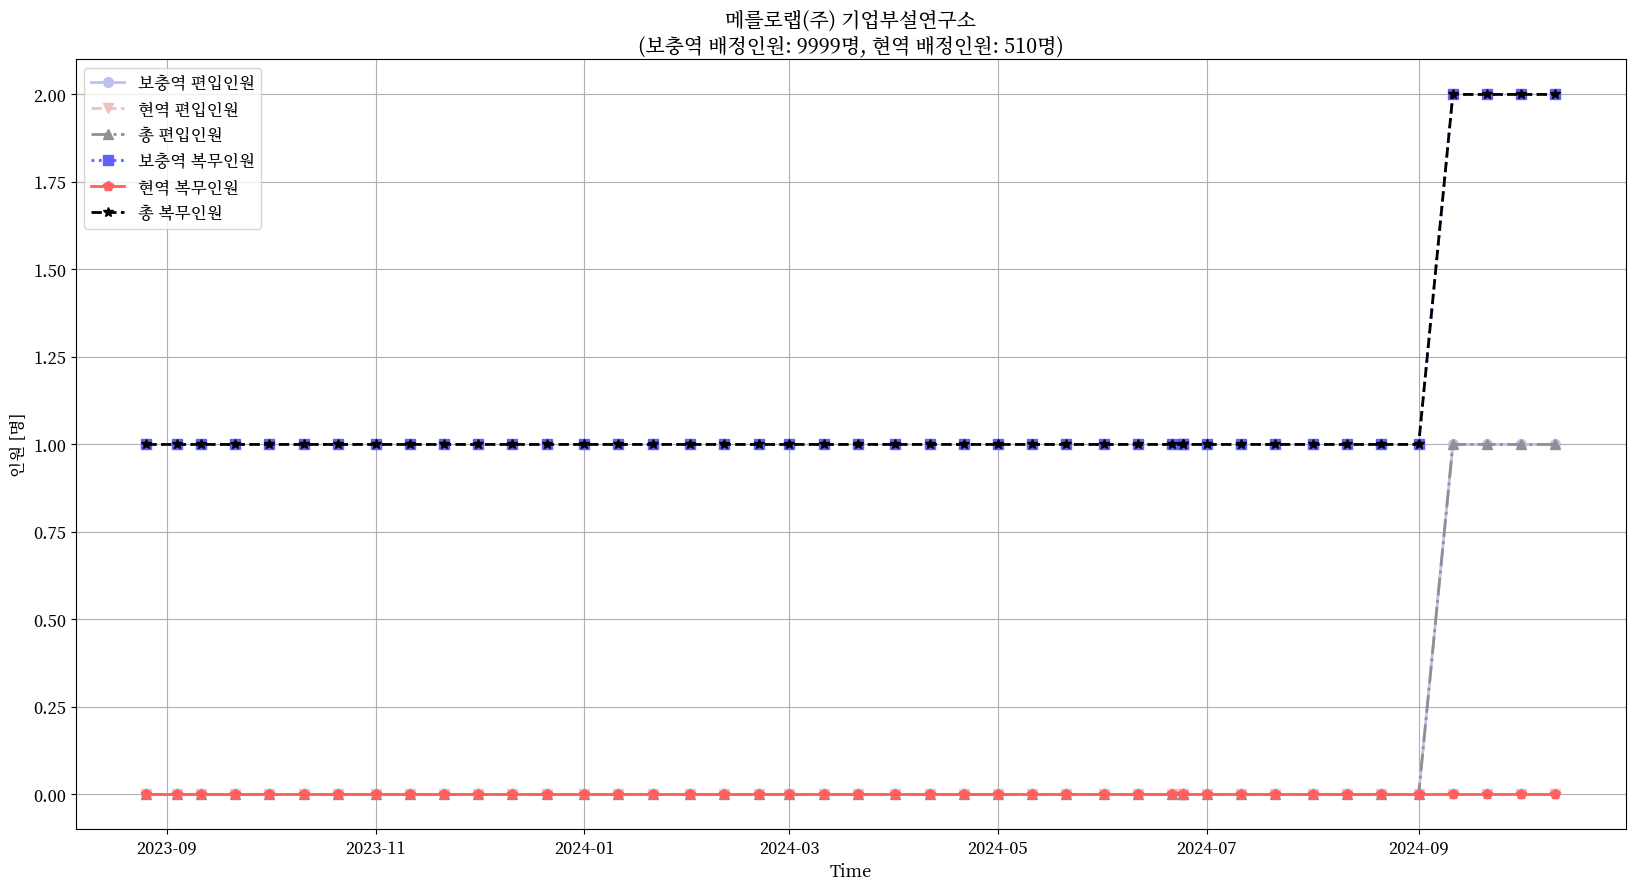 메를로랩(주) 기업부설연구소
(보충역 배정인원: 9999명, 현역 배정인원: 510명)
보충역 편입인원
현역 편입인원
총 편입인원
보충역 복무인원
현역 복무인원
총 복무인원
2.00
1.75
1.50
1.25
1.00
0.75
0.50
0.25
0.00
인원 [명]
2023-09
2023-11
2024-01
2024-03
2024-05
2024-07
2024-09
Time